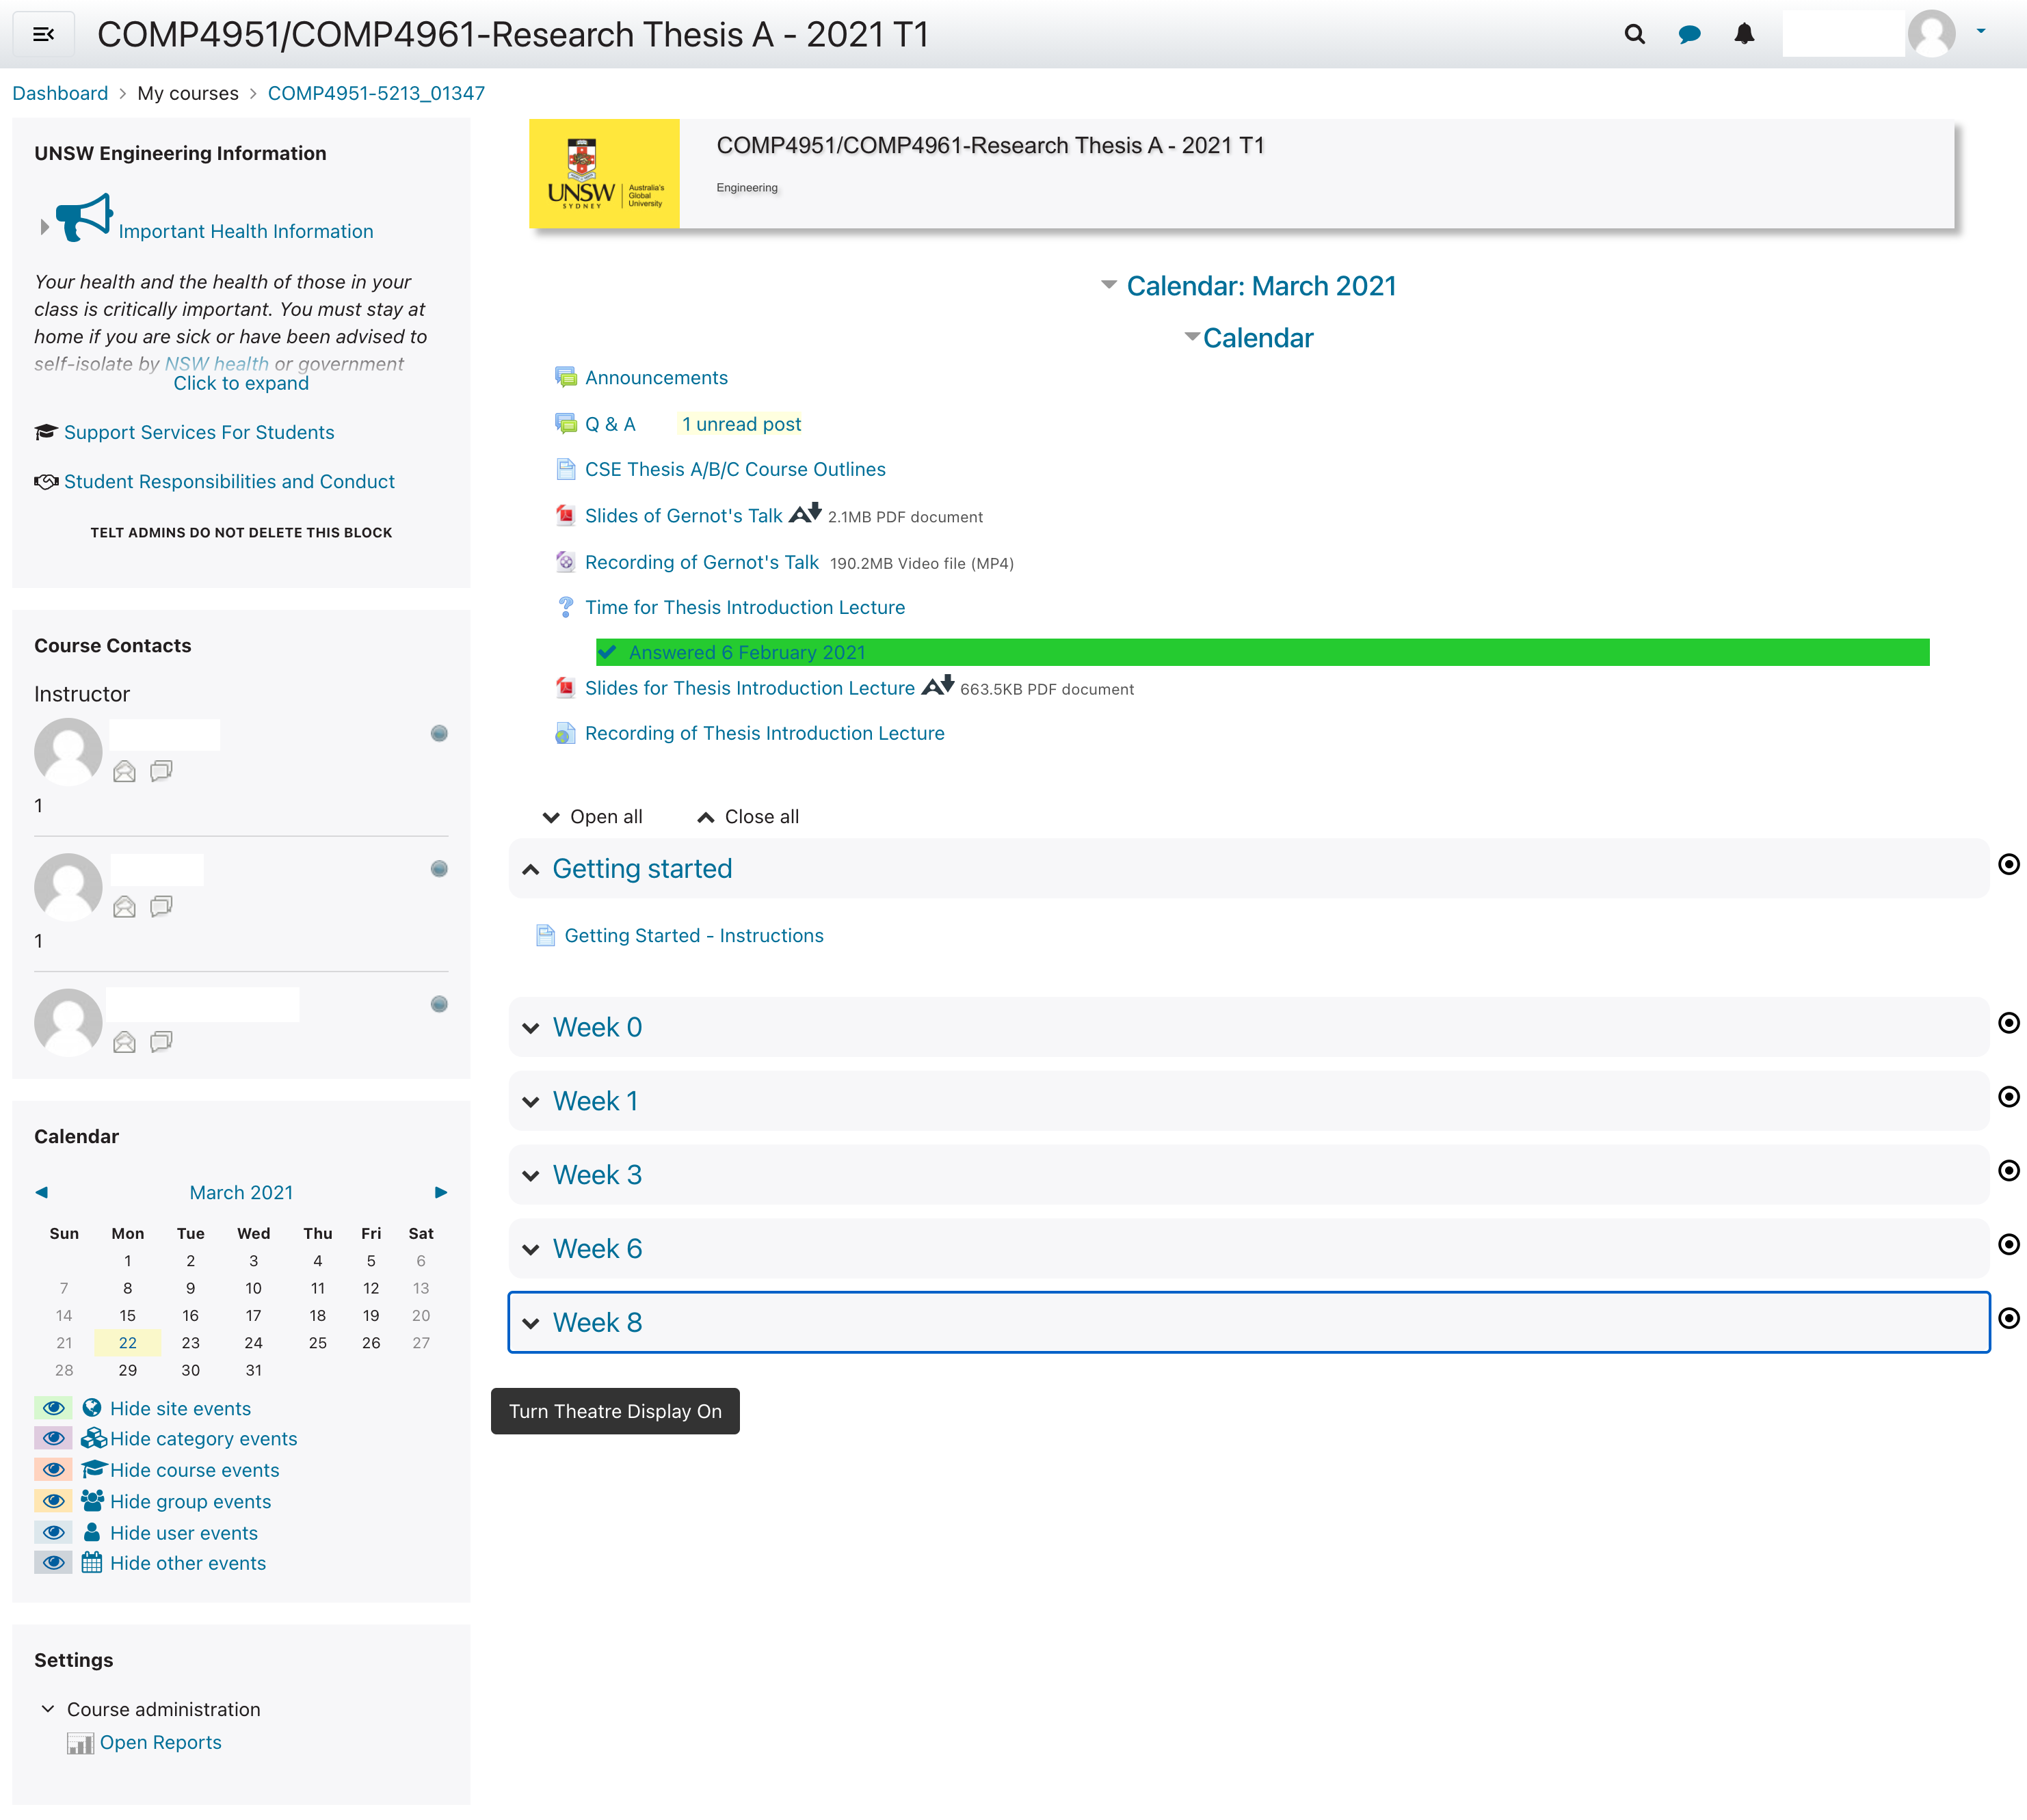 COMP4951/COMP4961-Research Thesis A - 2021 T1
Dashboard > My courses > COMP4951-5213_01347
UNSW Engineering Information
Important Health Information
Your health and the health of those in your
class is critically important. You must stay at
home if you are sick or have been advised to
self-isolate by NSW health or government
Click to expand
Support Services For Students
Student Responsibilities and Conduct
TELT ADMINS DO NOT DELETE THIS BLOCK
Course Contacts
Instructor
1
1
Calendar
March 2021
Sun Mon Tue Wed Thu Fri Sat
1 2 3 4 5 6
7 8 9 10 11 12 13
14 15 16 17 18 19 20
21 22 23 24 25 26 27
28 29 30 31
Hide site events
Hide category events
Hide course events
Hide group events
Hide user events
Hide other events
Settings
Course administration
Open Reports
UNSW
SYDNEY
Australia's
Global
University
COMP4951/COMP4961-Research Thesis A - 2021 T1
Engineering
Calendar: March 2021
Calendar
Announcements
Q & A 1 unread post
CSE Thesis A/B/C Course Outlines
Slides of Gernot's Talk 2.1MB PDF document
Recording of Gernot's Talk 190.2MB Video file (MP4)
Time for Thesis Introduction Lecture
Answered 6 February 2021
Slides for Thesis Introduction Lecture 663.5KB PDF document
Recording of Thesis Introduction Lecture
Open all Close all
Getting started
Getting Started - Instructions
Week 0
Week 1
Week 3
Week 6
Week 8
Turn Theatre Display On